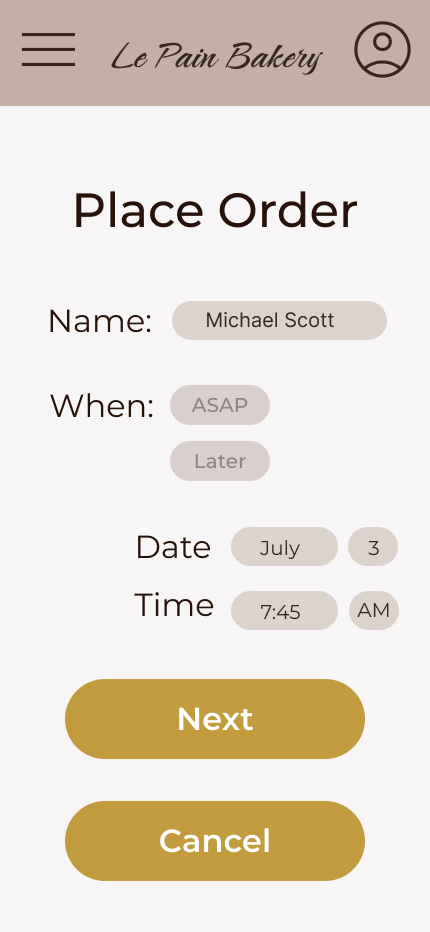 Le Pain Bakery
Place Order
Name: Michael Scott
When: ASAP
Later
Date July 3
Time 7:45 AM
Next
Cancel